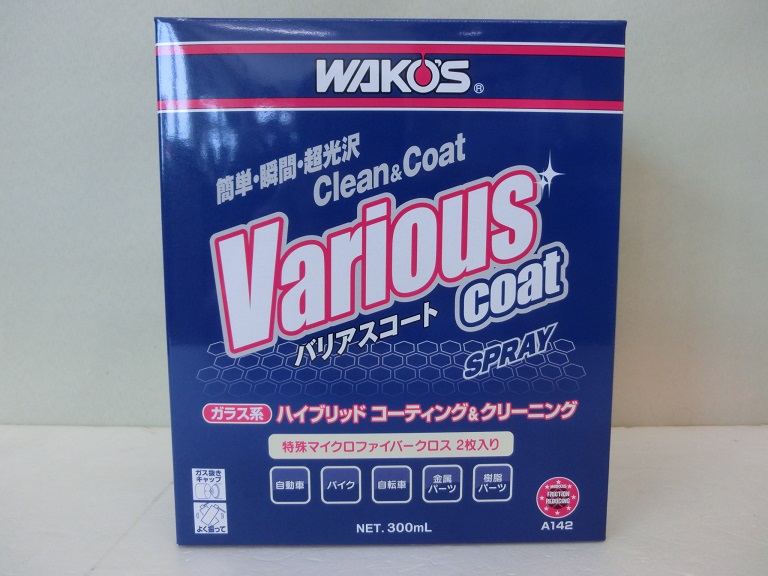 WAKO'S®
簡単・瞬間・超光沢
Clean&Coat
Various
coat
バリアスコート
SPRAY
ガラス系 ハイブリッド コーティング&クリーニング
特殊マイクロファイバークロス 2枚入り
ガス抜き
キャップ
自動車 バイク 自転車 金属パーツ 樹脂パーツ
よく振って
FRICTION
REDUCING
NET. 300mL
A142